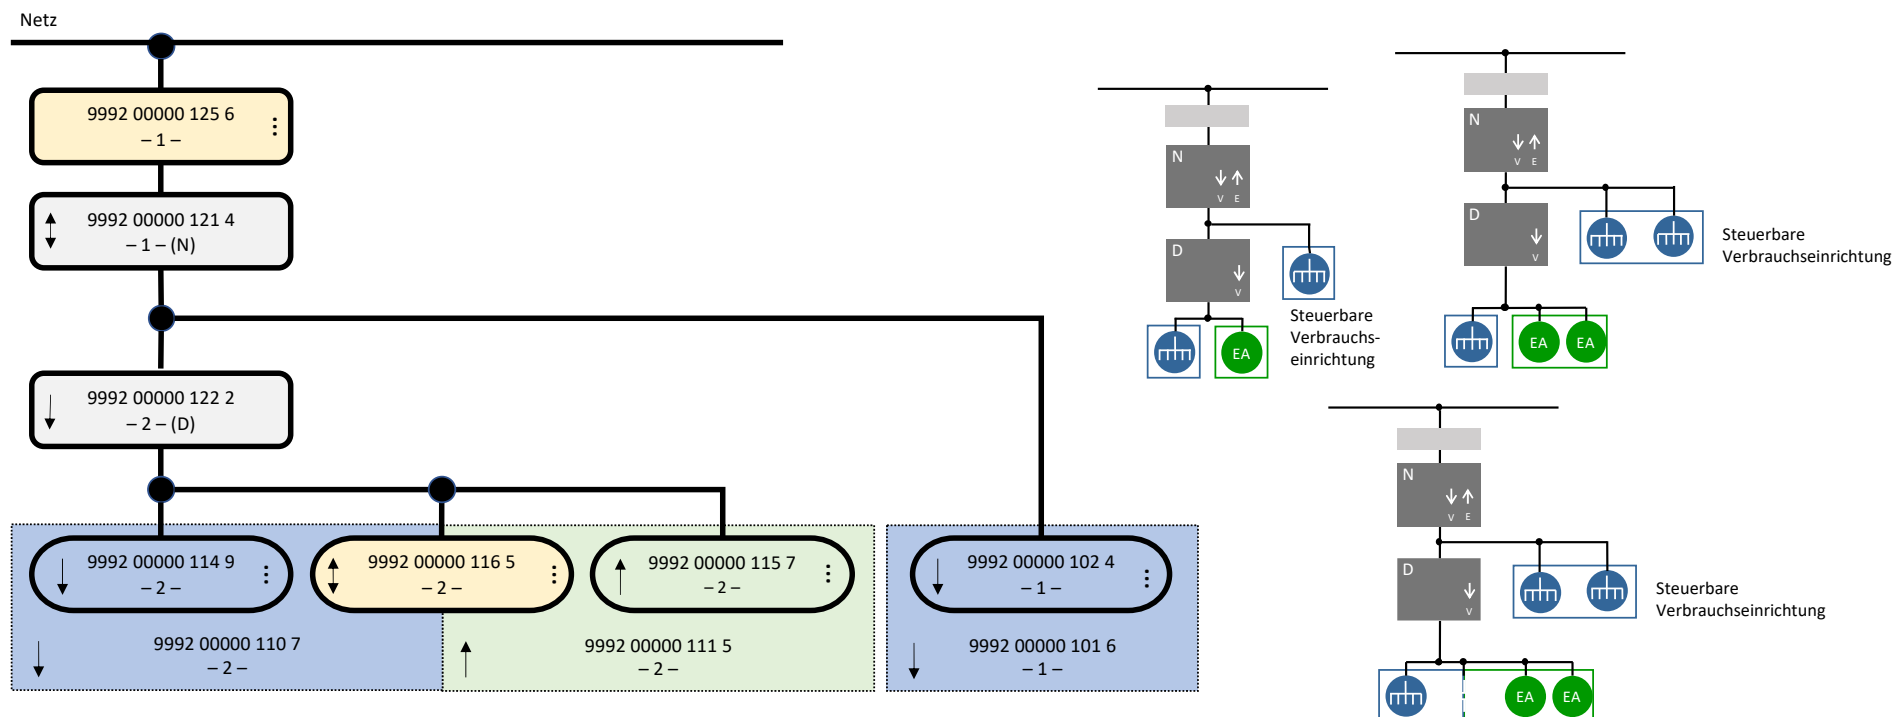 Netz
9992 00000 125 6
– 1 –
9992 00000 121 4
– 1 – (N)
9992 00000 122 2
– 2 – (D)
9992 00000 114 9
– 2 –
9992 00000 116 5
– 2 –
9992 00000 115 7
– 2 –
9992 00000 102 4
– 1 –
9992 00000 110 7
– 2 –
9992 00000 111 5
– 2 –
9992 00000 101 6
– 1 –
N
V E
D
V
EA
Steuerbare
Verbrauchs-
einrichtung
N
V E
D
V
EA EA
Steuerbare
Verbrauchseinrichtung
N
V E
D
V
EA EA
Steuerbare
Verbrauchseinrichtung